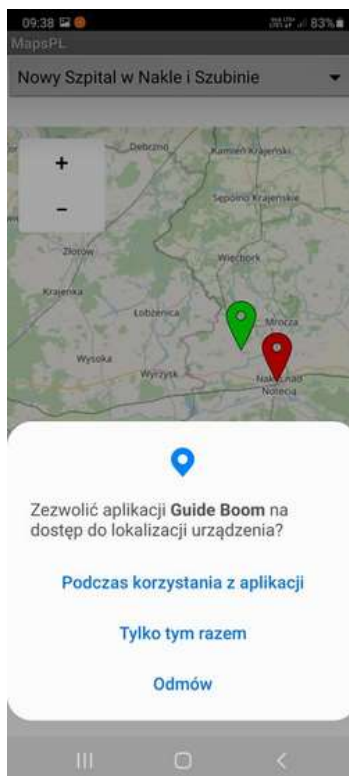 09:38
83%
MapsPL
Nowy Szpital w Nakle i Szubinie
+
−
Debrzno
Kamień Krajeński
Sępólno Krajeńskie
Złotów
Więcbork
Krajenka
Łobżenica
Mrocza
Wysoka
Wyrzysk
Nakło nad
Notecią
Zezwolić aplikacji Guide Boom na
dostęp do lokalizacji urządzenia?
Podczas korzystania z aplikacji
Tylko tym razem
Odmów